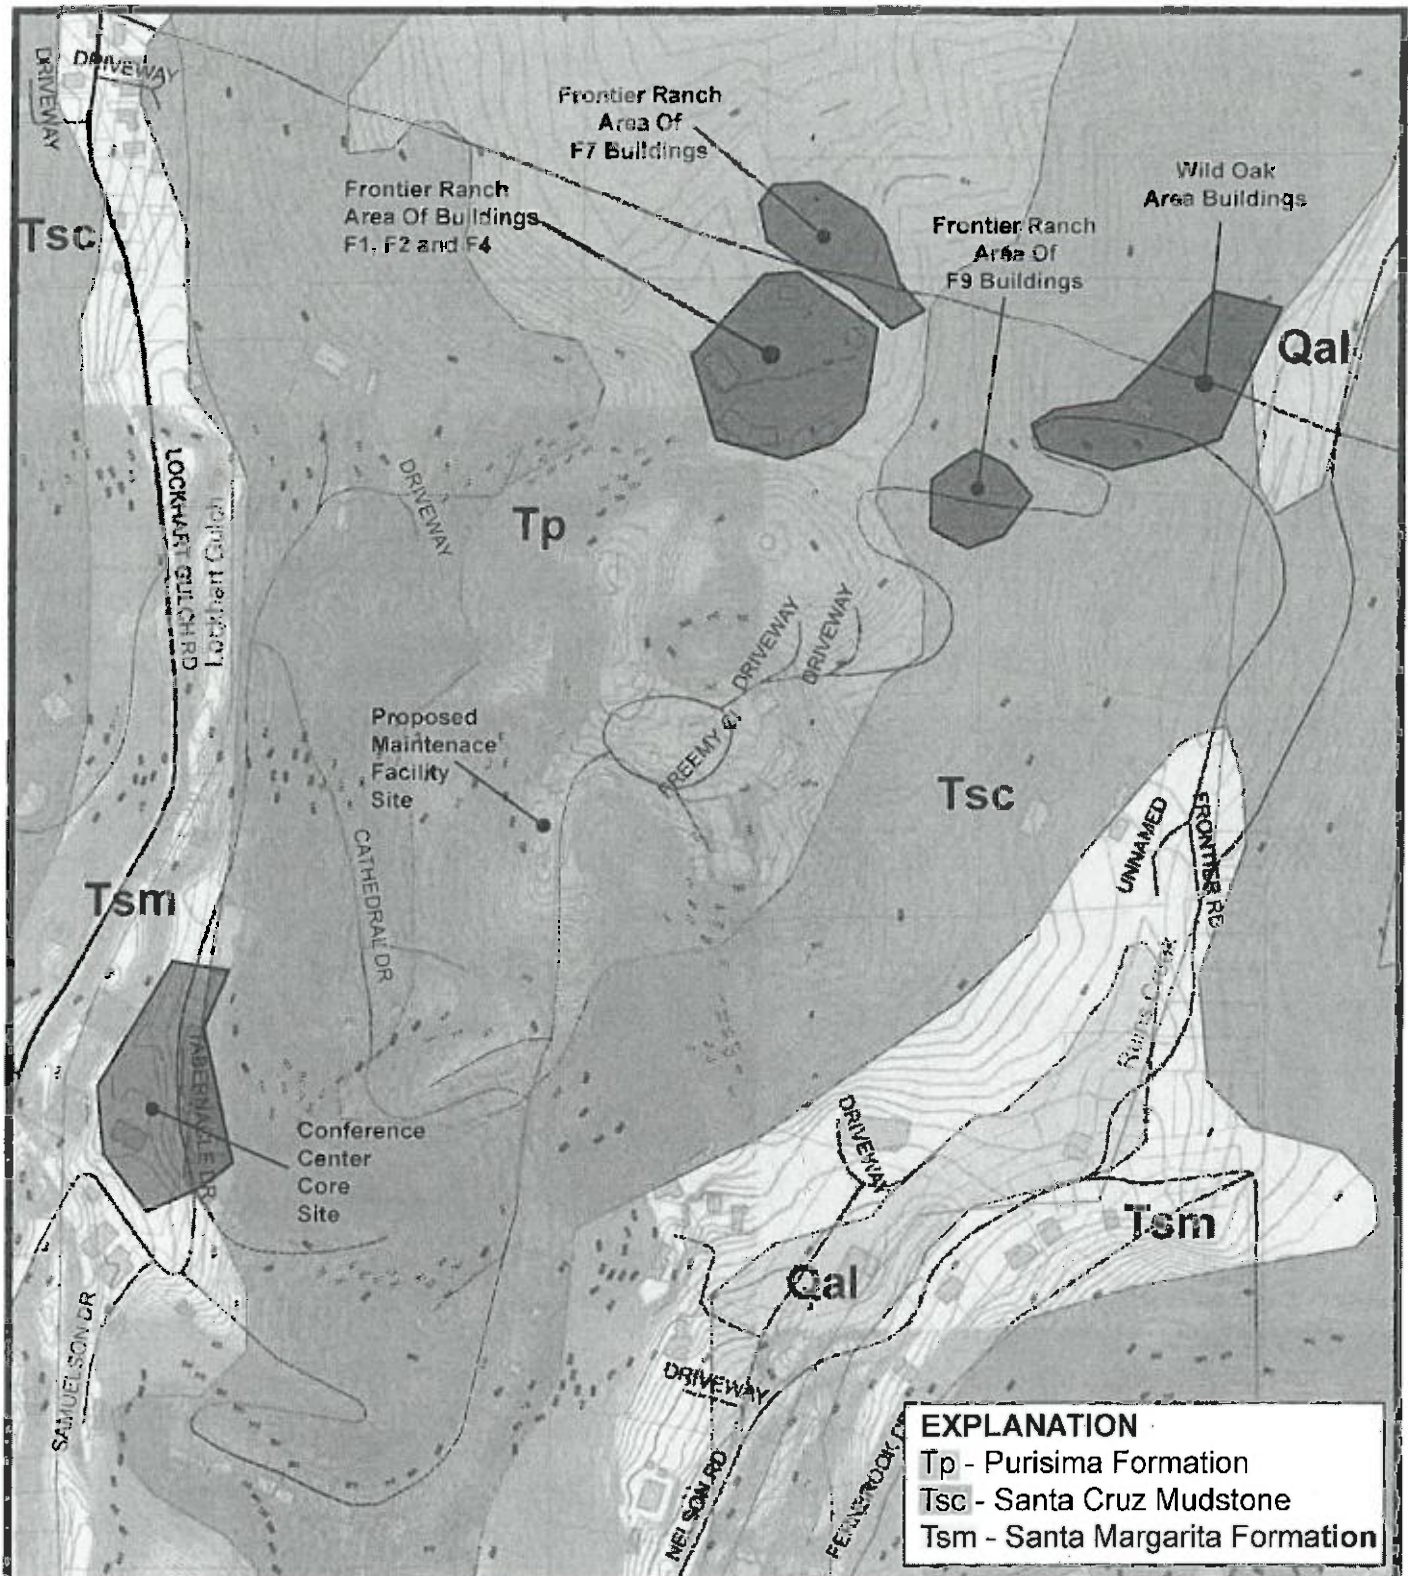 DRIVEWAY
DRIVEWAY
Frontier Ranch
Area Of
F7 Buildings
Wild Oak
Area Buildings
Frontier Ranch
Area Of Buildings
F1, F2 and F4
Frontier Ranch
Area Of
F9 Buildings
Tsc
Qal
LOCKHART GULCH RD
Lockhart Gulch
DRIVEWAY
Tp
DRIVEWAY
DRIVEWAY
Proposed
Maintenace
Facility
Site
Tsc
UNNAMED
FRONTIER RD
CATHEDRAL DR
Tsm
TABERNACLE DR
Conference
Center
Core
Site
DRIVEWAY
Tsm
Qal
SAMUELSON DR
DRIVEWAY
NELSON RD
EXPLANATION
Tp - Purisima Formation
Tsc - Santa Cruz Mudstone
Tsm - Santa Margarita Formation